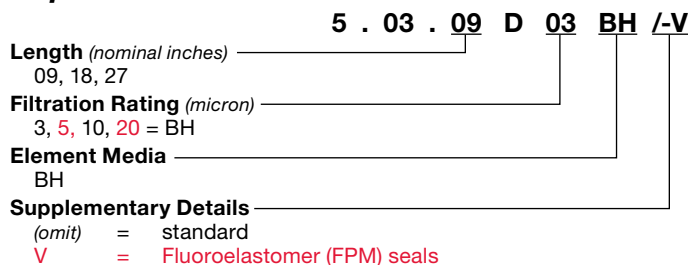 5 . 03 . 09 D 03 BH /-V
Length (nominal inches)
09, 18, 27
Filtration Rating (micron)
3, 5, 10, 20 = BH
Element Media
BH
Supplementary Details
(omit) = standard
V = Fluoroelastomer (FPM) seals